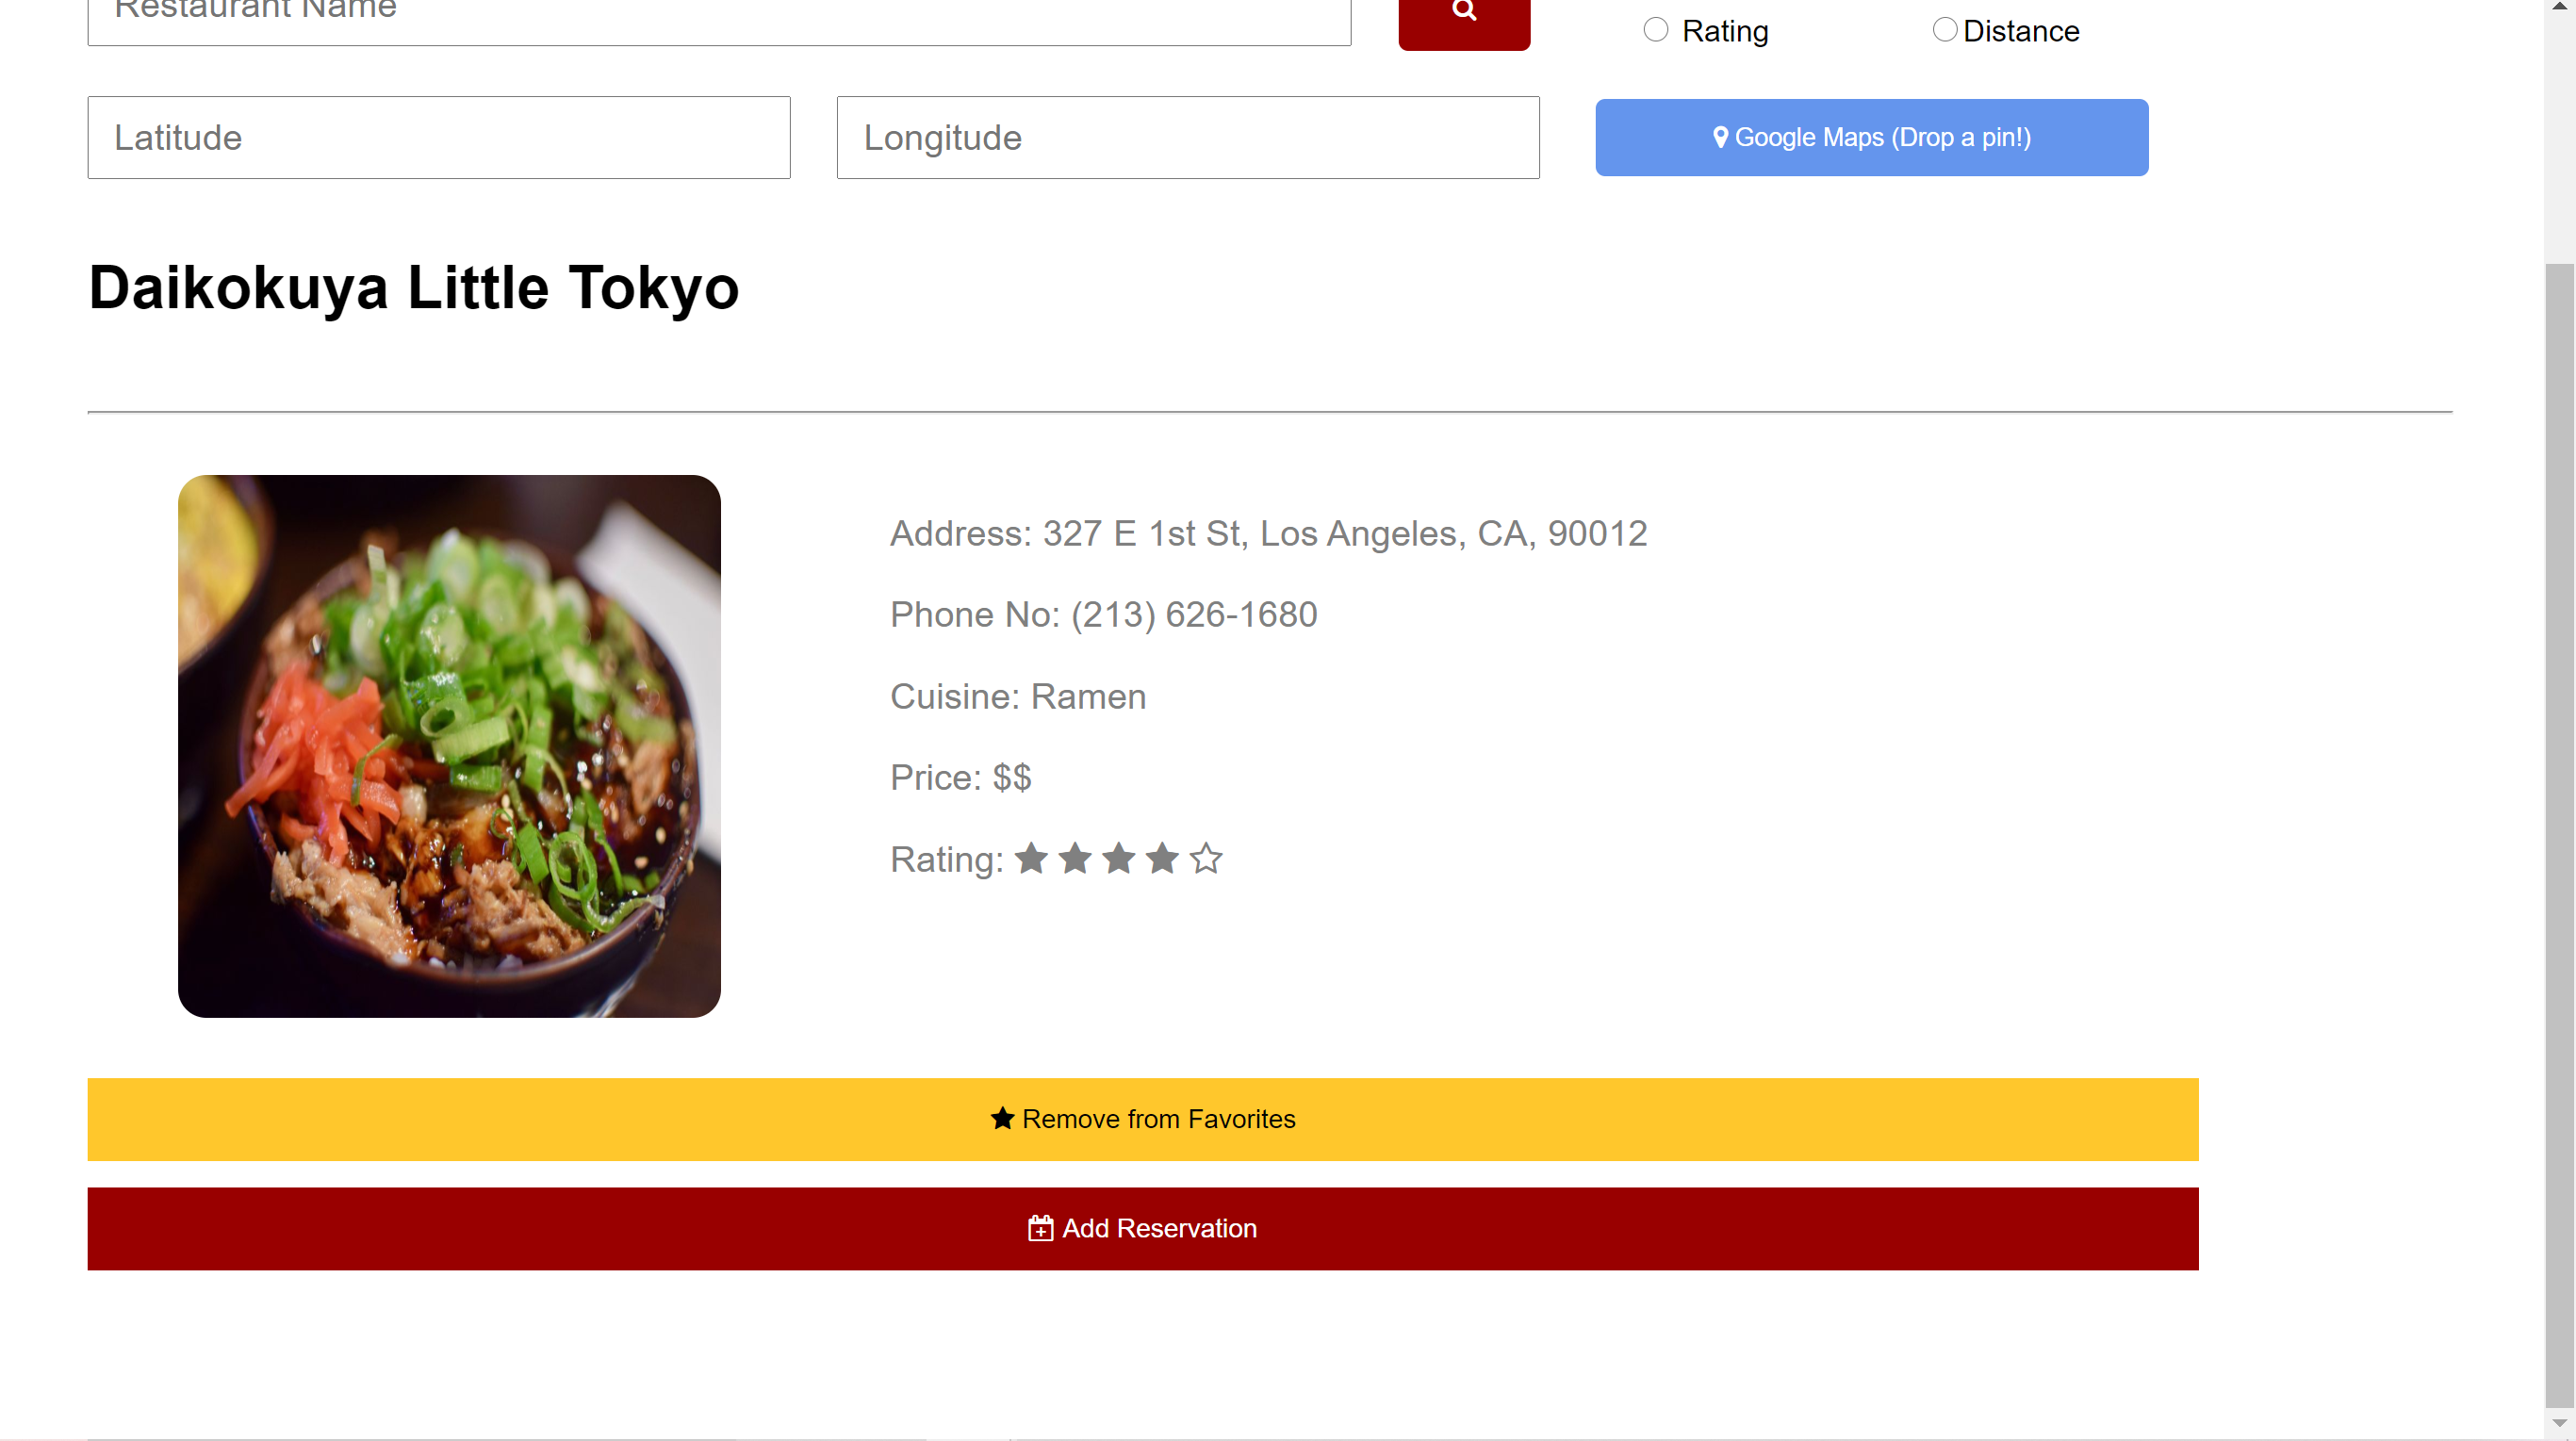 Restaurant Name
Rating
Distance
Latitude
Longitude
Google Maps (Drop a pin!)
Daikokuya Little Tokyo
Address: 327 E 1st St, Los Angeles, CA, 90012
Phone No: (213) 626-1680
Cuisine: Ramen
Price: $$
Rating:
Remove from Favorites
Add Reservation